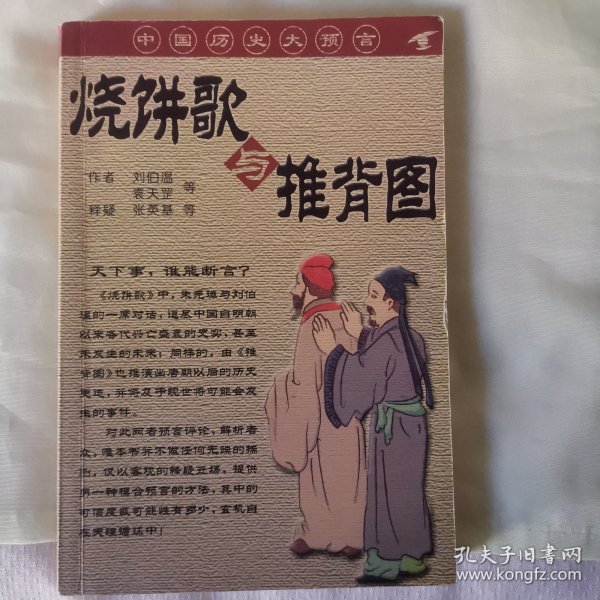 中国历史大预言
烧饼歌
与
推背图
作者 刘伯温
袁天罡 等
释疑 张英基 等
天下事,谁能断言?
《烧饼歌》中,朱元璋与刘伯
温的一席对话,道尽中国自明朝
以来各代兴亡盛衰的史实,甚至
未发生的未来;同样的,由《推
背图》也推演出唐朝以后的历史
变迁,并将及于现世将可能会发
生的事件。
对此两者预言评论,解析者
众,唯本书并不做任何无端的揣
测,仅以客观的释疑立场,提供
另一种模合预言的方法,其中的
可信度或可能性有多少,玄机自
在天理循环中!
孔夫子旧书网
www.kongfz.com